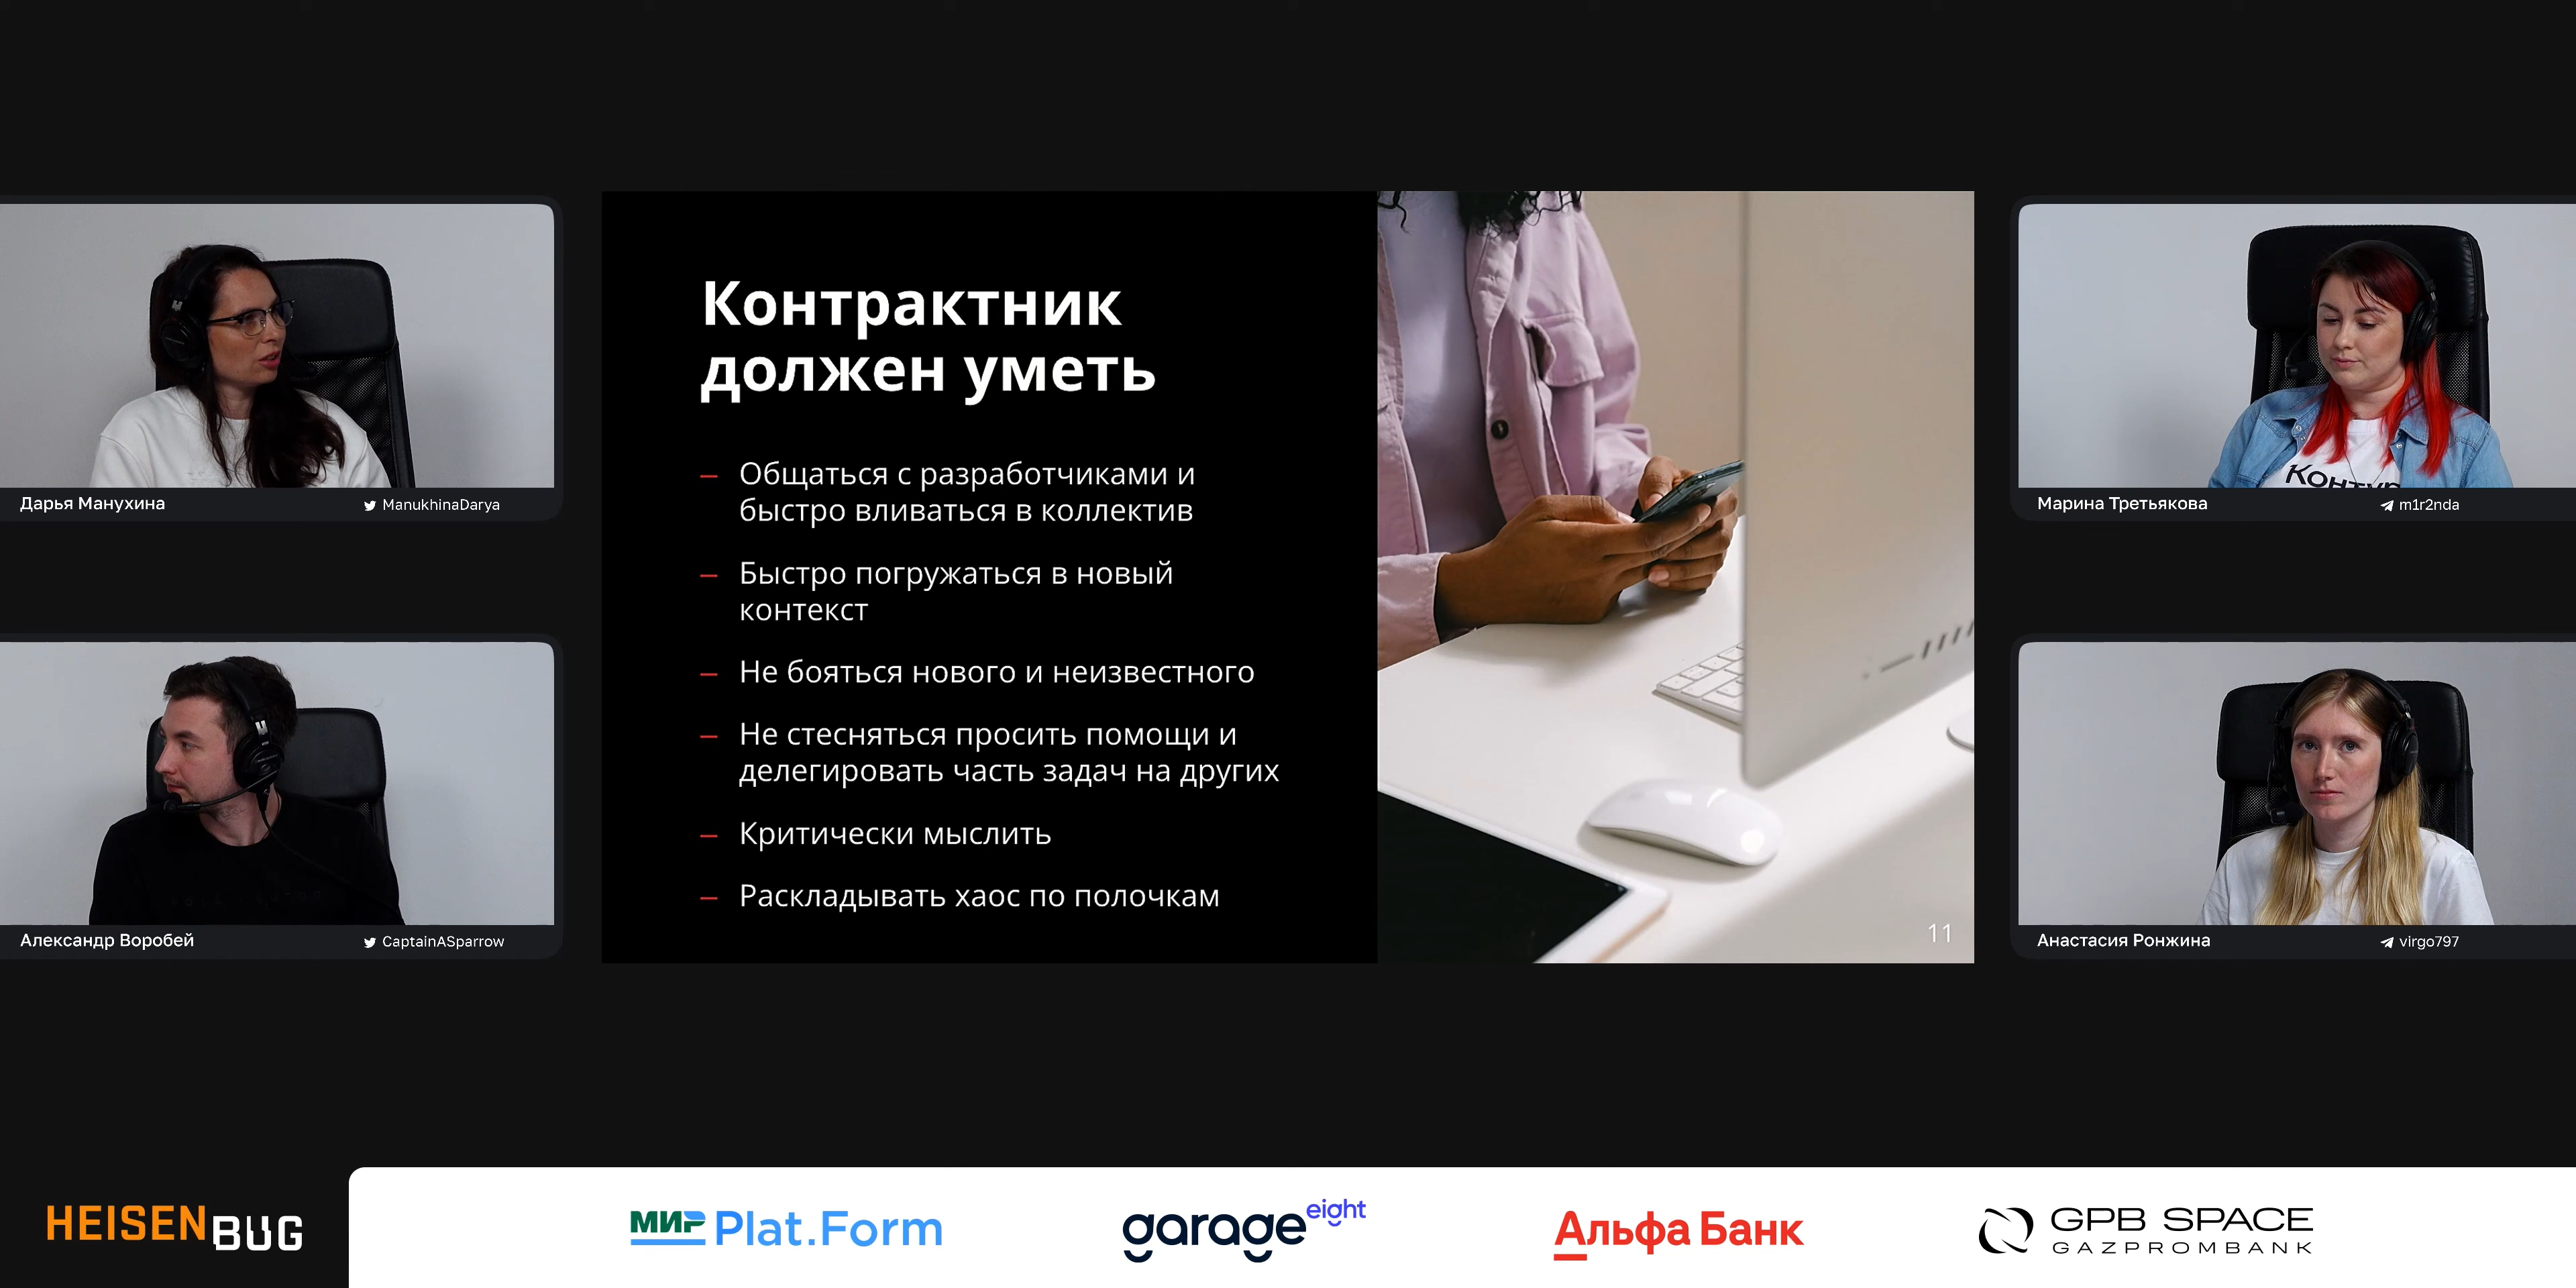 Контрактник
должен уметь
– Общаться с разработчиками и
быстро вливаться в коллектив
– Быстро погружаться в новый
контекст
– Не бояться нового и неизвестного
– Не стесняться просить помощи и
делегировать часть задач на других
– Критически мыслить
– Раскладывать хаос по полочкам
11
Дарья Манухина
ManukhinaDarya
Александр Воробей
CaptainASparrow
Контур
Марина Третьякова
m1r2nda
Анастасия Ронжина
virgo797
HEISENBUG
МИР Plat.Form
garage eight
Альфа Банк
GPB SPACE
GAZPROMBANK